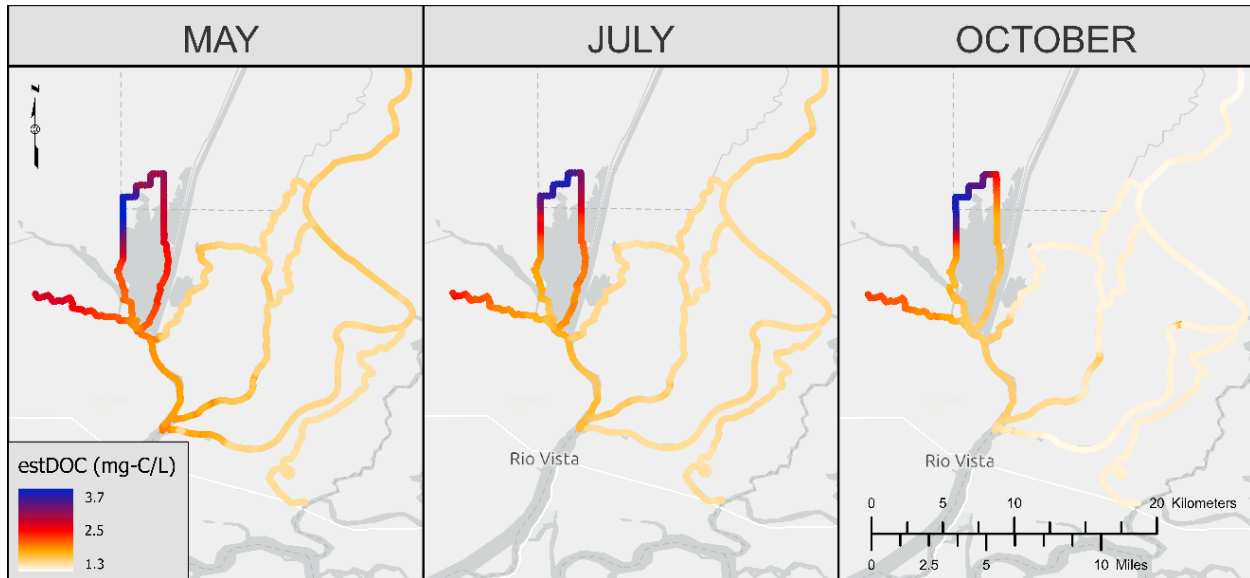 MAY
JULY
OCTOBER
estDOC (mg-C/L)
3.7
2.5
1.3
Rio Vista
Rio Vista
0 5 10 20 Kilometers
0 2.5 5 10 Miles